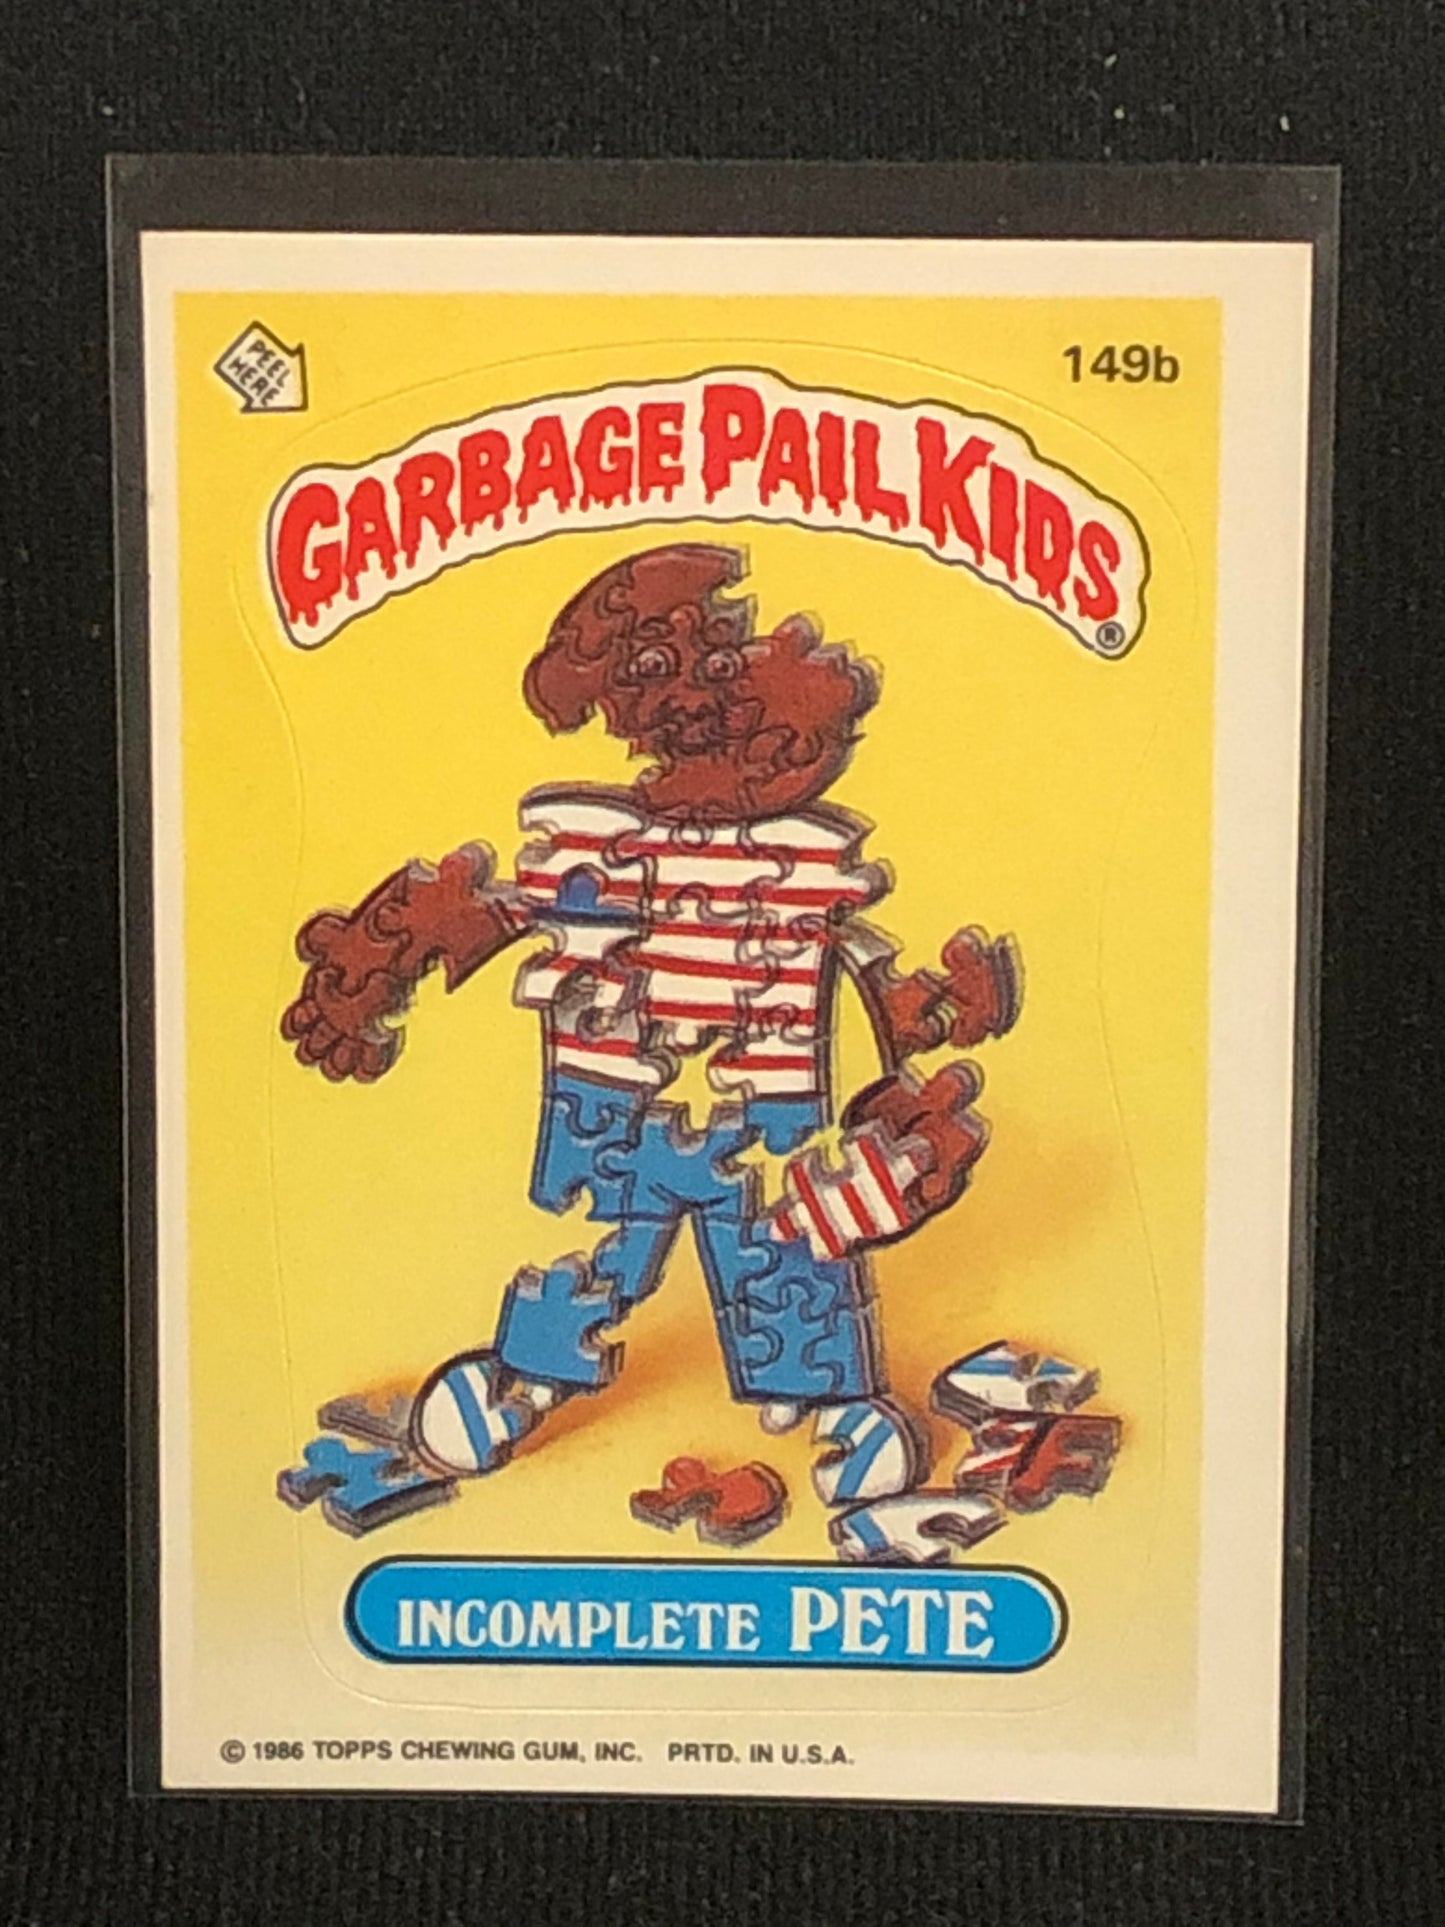 PEEL
HERE
149b
GARBAGE PAIL KIDS
®
INCOMPLETE PETE
© 1986 TOPPS CHEWING GUM, INC. PRTD. IN U.S.A.